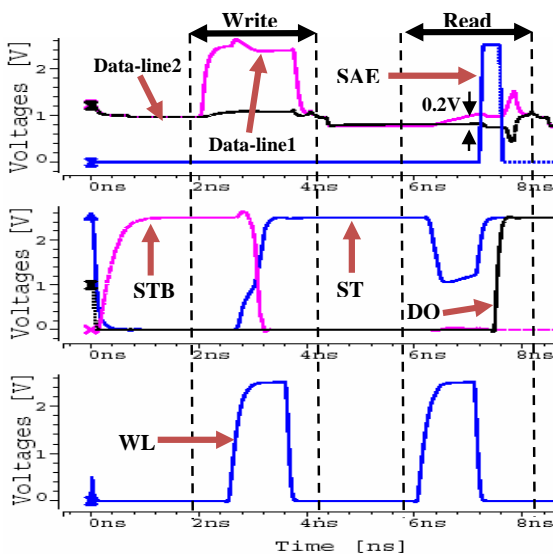 Write
Read
Data-line2
SAE
0.2V
Data-line1
Voltages [V]
2
1
0
0ns
2ns
4ns
6ns
8ns
STB
ST
DO
Voltages [V]
2
1
0
0ns
2ns
4ns
6ns
8ns
WL
Voltages [V]
2
1
0
0ns
2ns
4ns
6ns
8ns
Time [ns]